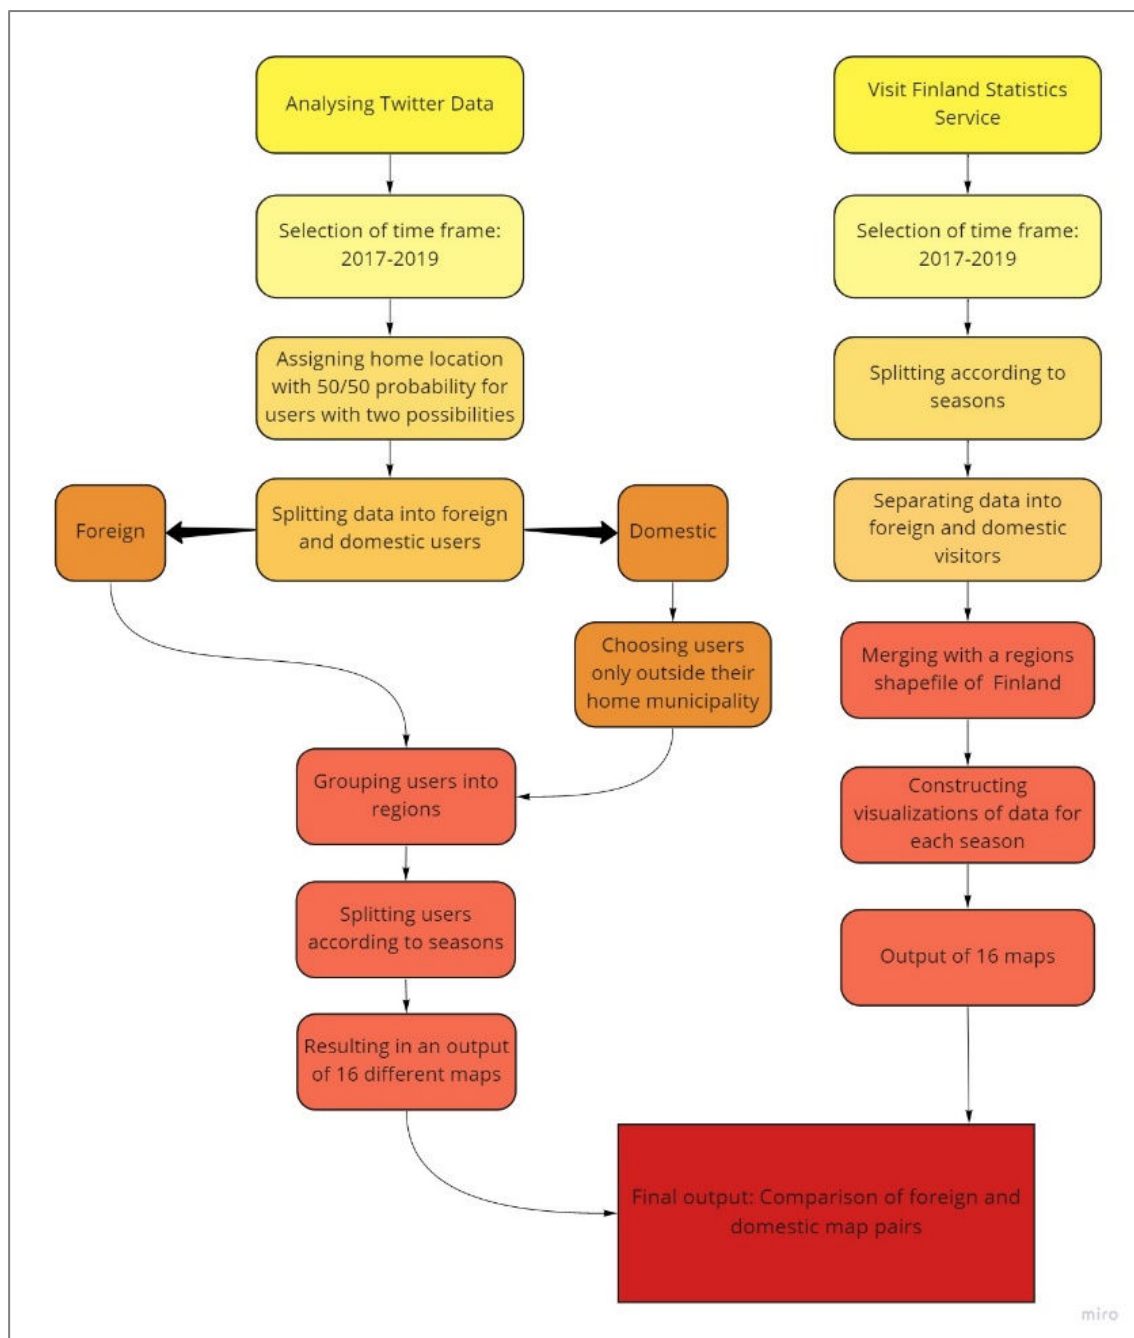 Analysing Twitter Data
Visit Finland Statistics
Service
Selection of time frame:
2017-2019
Selection of time frame:
2017-2019
Assigning home location
with 50/50 probability for
users with two possibilities
Splitting according to
seasons
Foreign
Splitting data into foreign
and domestic users
Domestic
Separating data into
foreign and domestic
visitors
Choosing users
only outside their
home municipality
Merging with a regions
shapefile of Finland
Grouping users into
regions
Constructing
visualizations of data for
each season
Splitting users
according to seasons
Output of 16 maps
Resulting in an output
of 16 different maps
Final output: Comparison of foreign and
domestic map pairs
miro